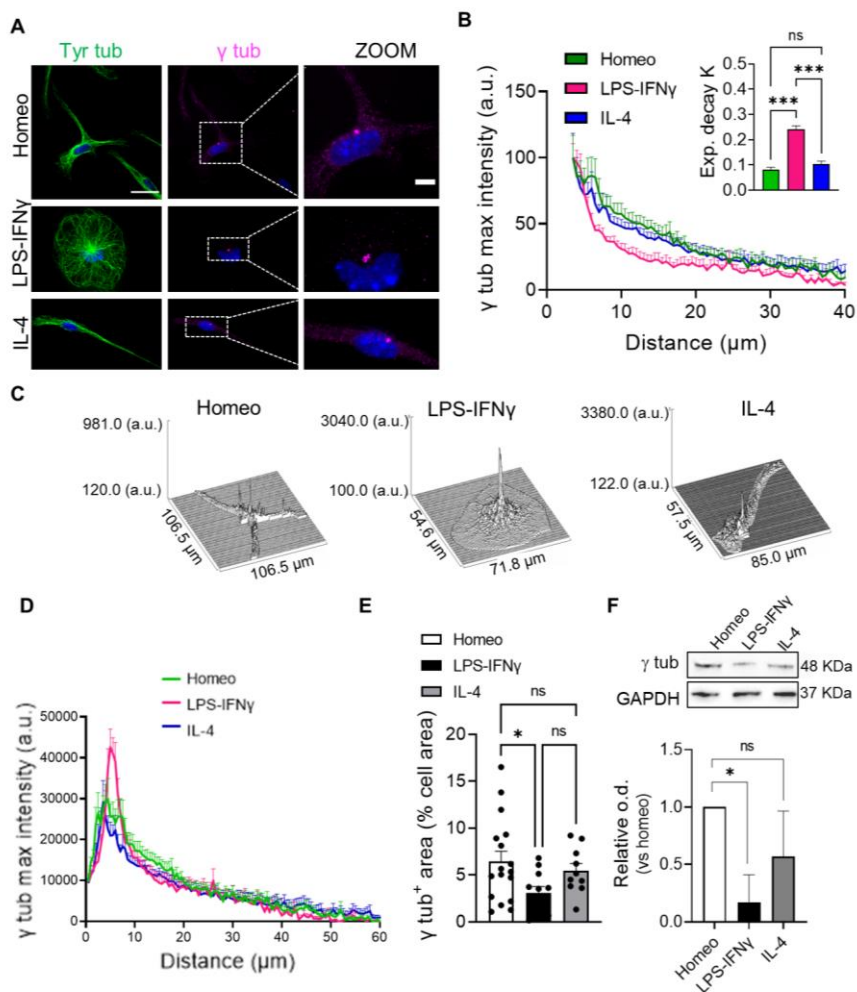 A
Tyr tub
γ tub
ZOOM
Homeo
LPS-IFNγ
IL-4
B
Homeo
LPS-IFNγ
IL-4
ns
*** ***
Exp. decay K
0.5
0.4
0.3
0.2
0.1
0.0
γ tub max intensity (a.u.)
150
100
50
0
10 20 30 40
Distance (μm)
C
Homeo
981.0 (a.u.)
120.0 (a.u.)
106.5 μm
106.5 μm
LPS-IFNγ
3040.0 (a.u.)
100.0 (a.u.)
54.6 μm
71.8 μm
IL-4
3380.0 (a.u.)
122.0 (a.u.)
57.5 μm
85.0 μm
D
Homeo
LPS-IFNγ
IL-4
γ tub max intensity (a.u.)
50000
40000
30000
20000
10000
0
0 10 20 30 40 50 60
Distance (μm)
E
Homeo
LPS-IFNγ
IL-4
ns
* ns
γ tub+ area (% cell area)
20
15
10
5
0
F
Homeo LPS-IFNγ IL-4
γ tub 48 KDa
GAPDH 37 KDa
ns
*
Relative o.d.
(vs homeo)
1.5
1.0
0.5
0.0
Homeo LPS-IFNγ IL-4